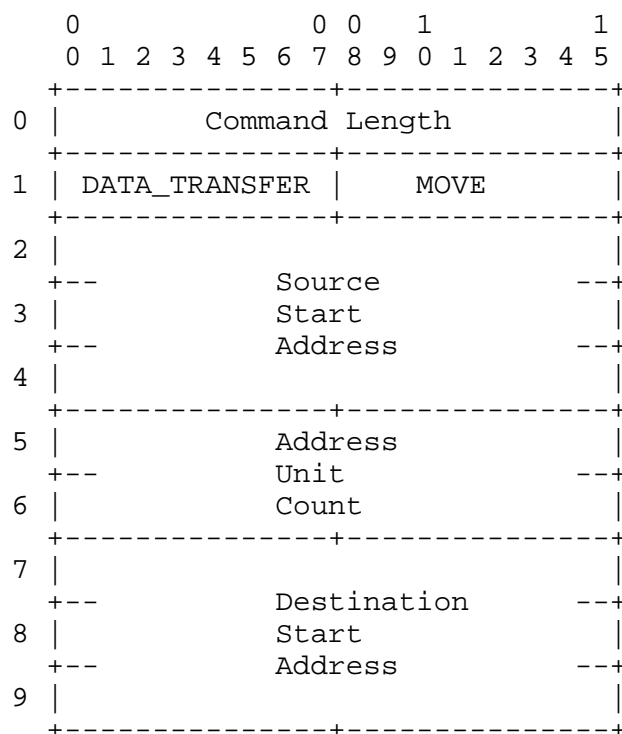 0             0 0   1         1
0 1 2 3 4 5 6 7 8 9 0 1 2 3 4 5
+---------------+---------------+
0 |        Command Length         |
+---------------+---------------+
1 | DATA_TRANSFER |    MOVE       |
+---------------+---------------+
2 |                               |
+--          Source           --+
3 |            Start              |
+--          Address          --+
4 |                               |
+---------------+---------------+
5 |            Address            |
+--          Unit             --+
6 |            Count              |
+---------------+---------------+
7 |                               |
+--          Destination      --+
8 |            Start              |
+--          Address          --+
9 |                               |
+---------------+---------------+